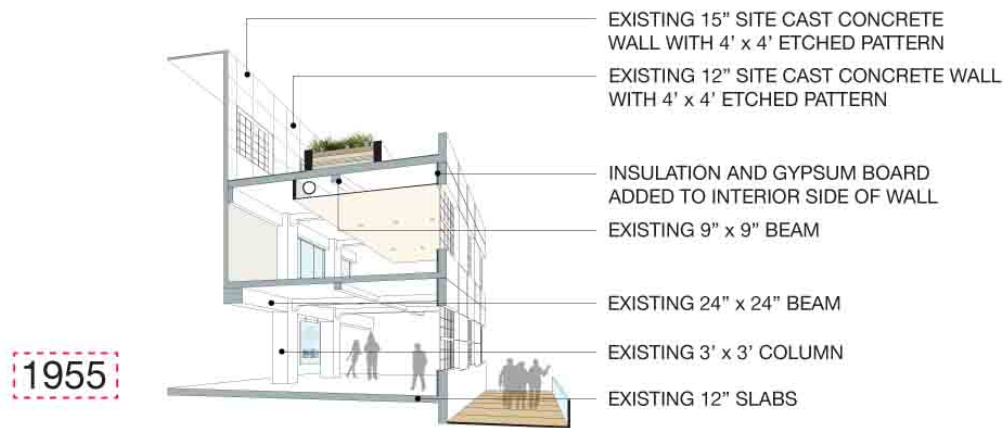 EXISTING 15” SITE CAST CONCRETE
WALL WITH 4’ x 4’ ETCHED PATTERN
EXISTING 12” SITE CAST CONCRETE WALL
WITH 4’ x 4’ ETCHED PATTERN
INSULATION AND GYPSUM BOARD
ADDED TO INTERIOR SIDE OF WALL
EXISTING 9” x 9” BEAM
EXISTING 24” x 24” BEAM
EXISTING 3’ x 3’ COLUMN
EXISTING 12” SLABS
1955